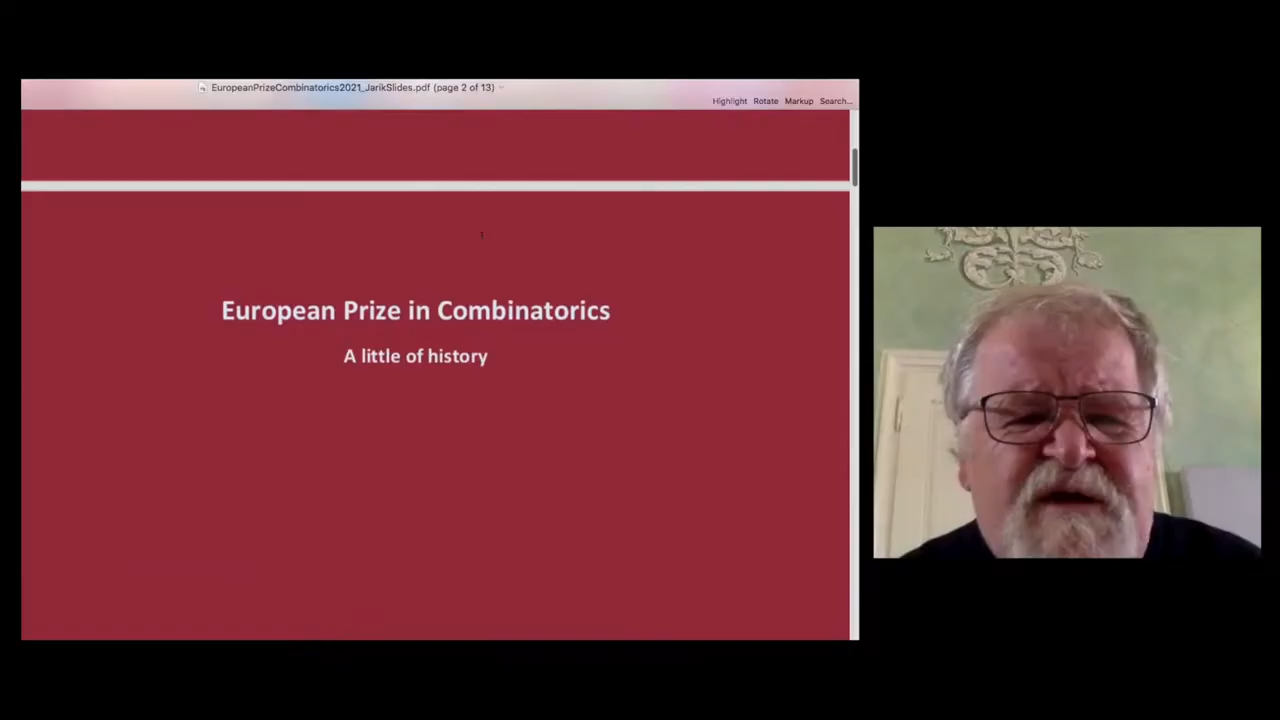 EuropeanPrizeCombinatorics2021_JarikSlides.pdf (page 2 of 13)
Highlight Rotate Markup Search...
European Prize in Combinatorics
A little of history